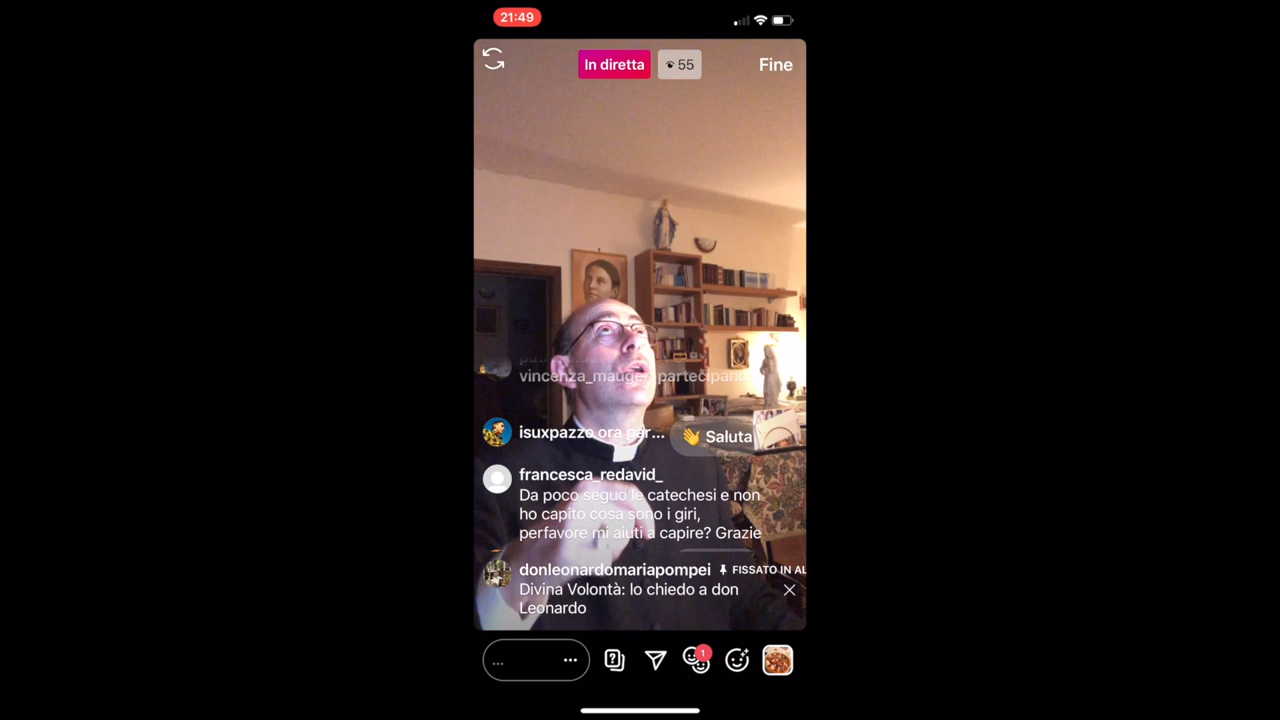 21:49
In diretta
55
Fine
vincenza_mauge
partecipano
isuxpazzo ora par...
👋 Saluta
francesca_redavid_
Da poco seguo le catechesi e non
ho capito cosa sono i giri,
perfavore mi aiuti a capire? Grazie
donleonardomariapompei FISSATO IN AL
Divina Volontà: lo chiedo a don
Leonardo
...
1